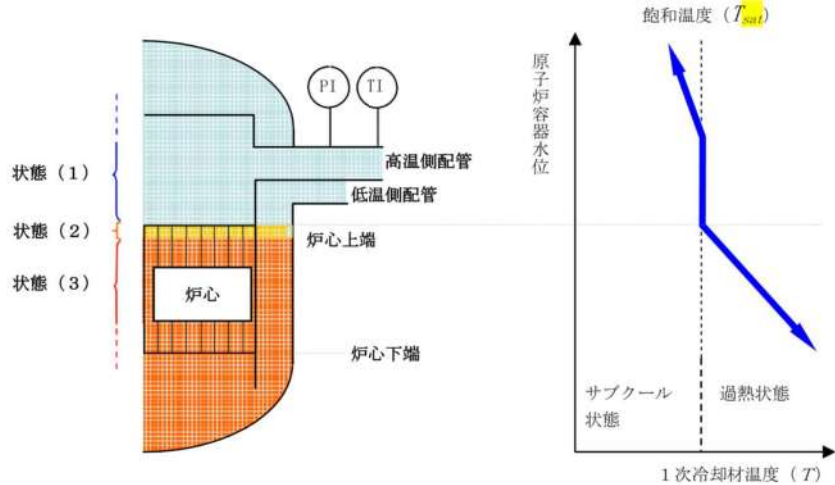 飽和温度（Tsat）
PI
TI
原子炉容器水位
高温側配管
状態（1）
低温側配管
状態（2）
炉心上端
状態（3）
炉心
炉心下端
サブクール
状態
過熱状態
1次冷却材温度（T）